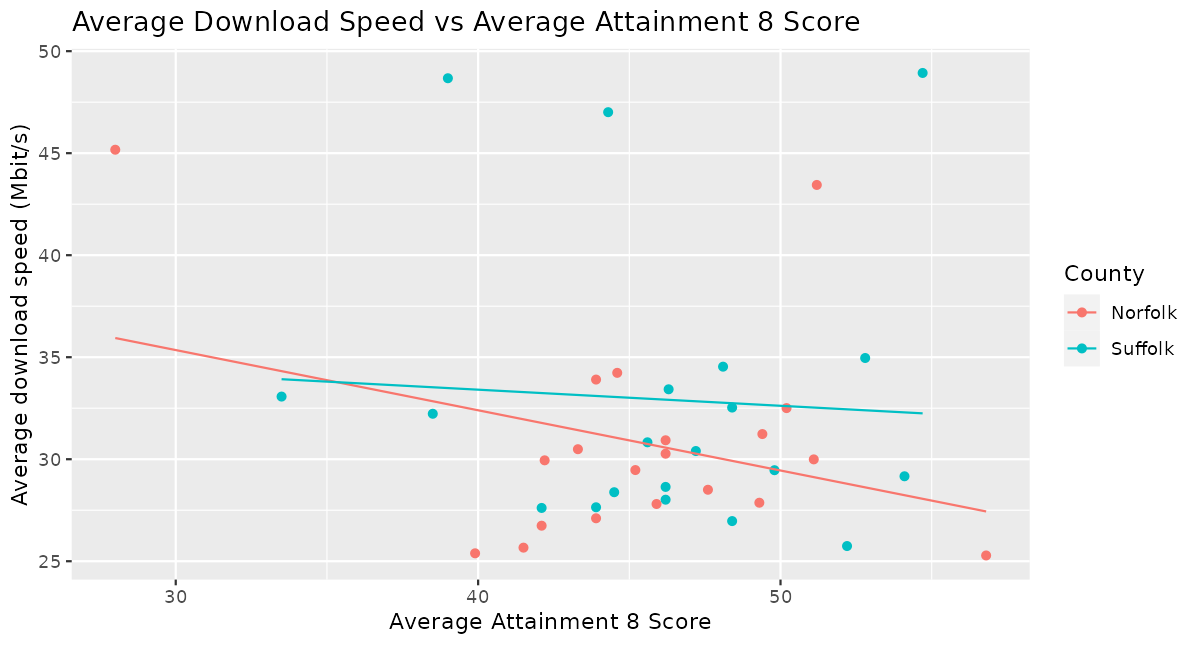 Average Download Speed vs Average Attainment 8 Score
50
45
40
35
30
25
Average download speed (Mbit/s)
30
40
50
Average Attainment 8 Score
County
Norfolk
Suffolk